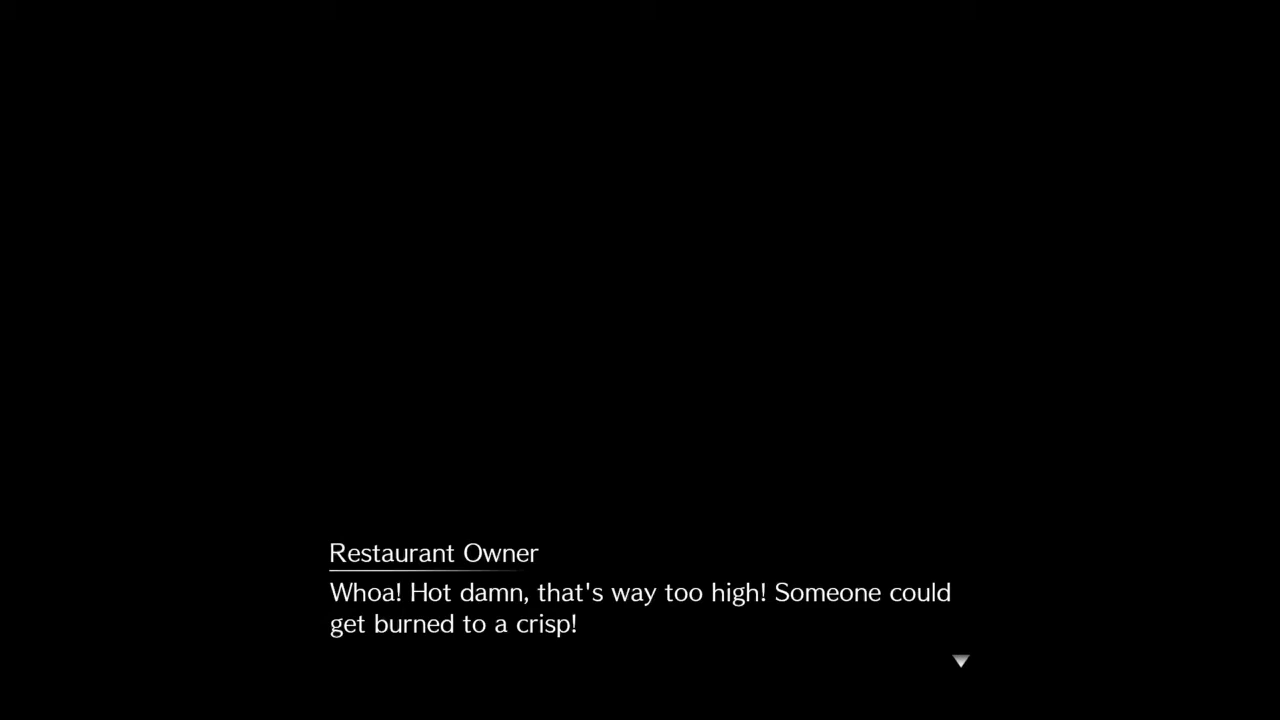 Restaurant Owner
Whoa! Hot damn, that's way too high! Someone could
get burned to a crisp!